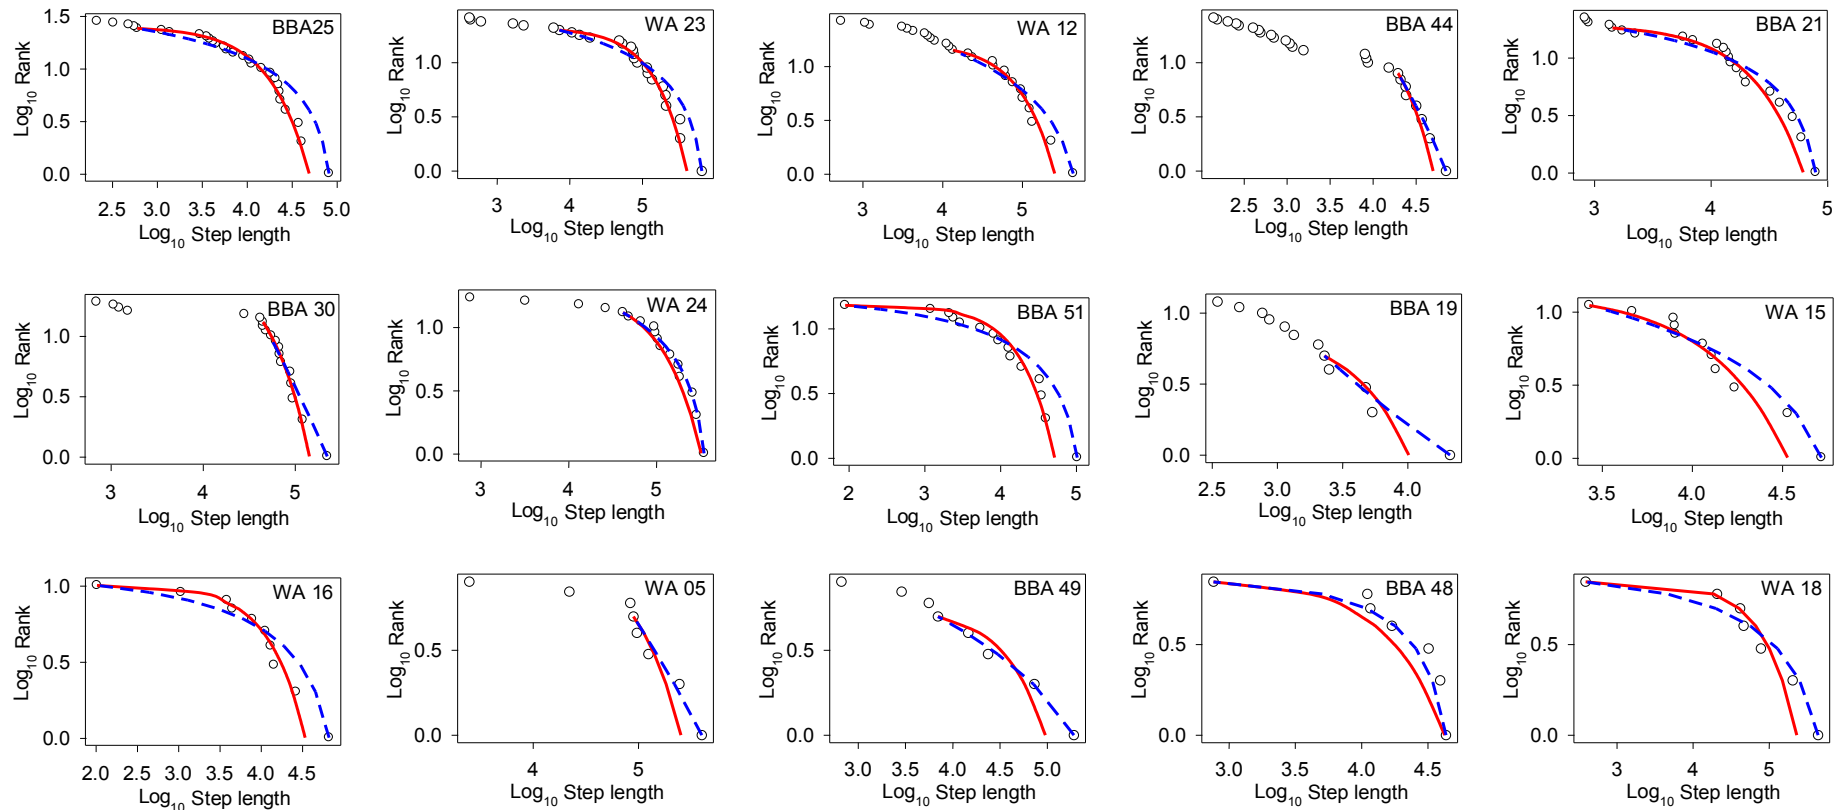 BBA25
1.5
1.0
0.5
0.0
Log10 Rank
2.5 3.0 3.5 4.0 4.5 5.0
Log10 Step length
WA 23
1.0
0.5
0.0
Log10 Rank
3 4 5
Log10 Step length
WA 12
1.0
0.5
0.0
Log10 Rank
3 4 5
Log10 Step length
BBA 44
1.0
0.5
0.0
Log10 Rank
2.5 3.0 3.5 4.0 4.5
Log10 Step length
BBA 21
1.0
0.5
0.0
Log10 Rank
3 4 5
Log10 Step length
BBA 30
1.0
0.5
0.0
Log10 Rank
3 4 5
Log10 Step length
WA 24
1.0
0.5
0.0
Log10 Rank
3 4 5
Log10 Step length
BBA 51
1.0
0.5
0.0
Log10 Rank
2 3 4 5
Log10 Step length
BBA 19
1.0
0.5
0.0
Log10 Rank
2.5 3.0 3.5 4.0
Log10 Step length
WA 15
1.0
0.5
0.0
Log10 Rank
3.5 4.0 4.5
Log10 Step length
WA 16
1.0
0.5
0.0
Log10 Rank
2.0 2.5 3.0 3.5 4.0 4.5
Log10 Step length
WA 05
0.5
0.0
Log10 Rank
4 5
Log10 Step length
BBA 49
0.5
0.0
Log10 Rank
3.0 3.5 4.0 4.5 5.0
Log10 Step length
BBA 48
0.5
0.0
Log10 Rank
3.0 3.5 4.0 4.5
Log10 Step length
WA 18
0.5
0.0
Log10 Rank
3 4 5
Log10 Step length